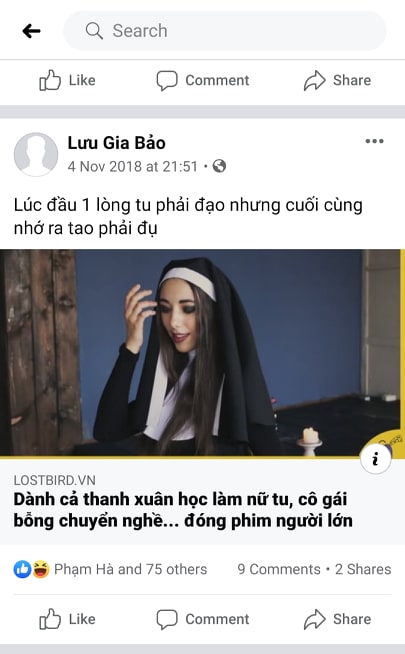 Search
Like Comment Share
Lưu Gia Bảo
4 Nov 2018 at 21:51 ·
Lúc đầu 1 lòng tu phải đạo nhưng cuối cùng
nhớ ra tao phải đụ
LOSTBIRD.VN
Dành cả thanh xuân học làm nữ tu, cô gái
bỗng chuyển nghề... đóng phim người lớn
Phạm Hà and 75 others 9 Comments • 2 Shares
Like Comment Share